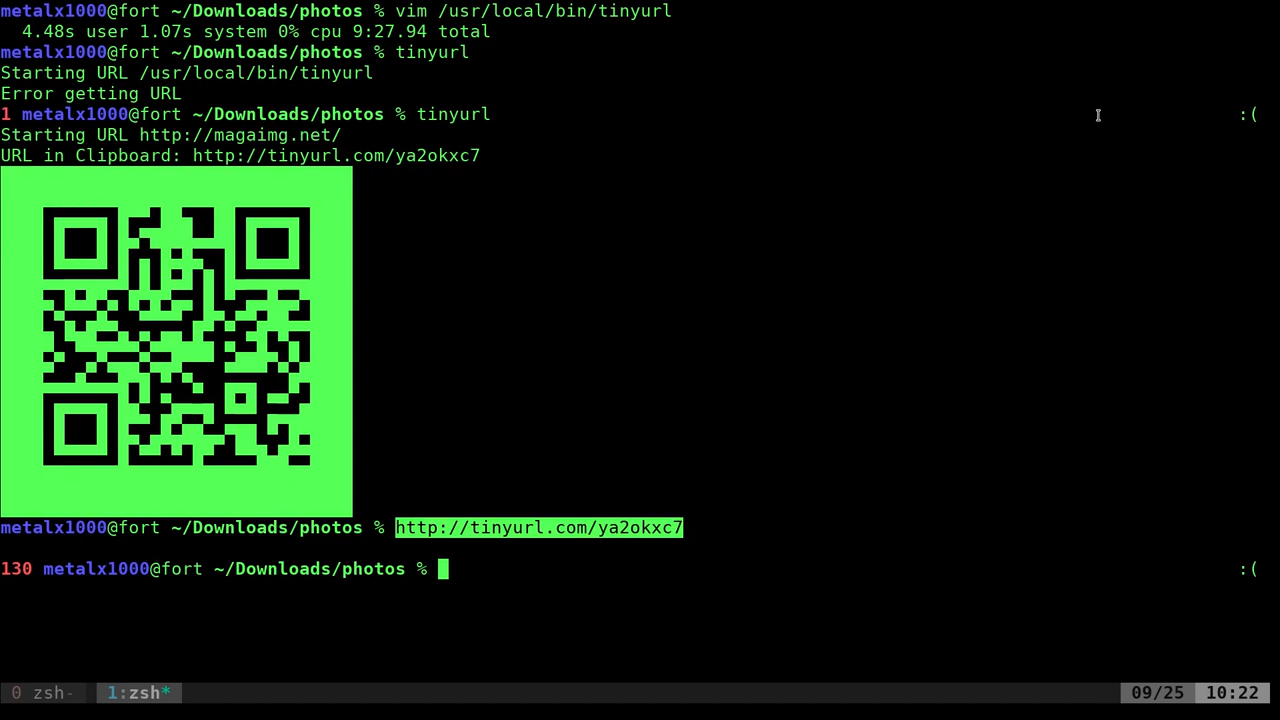 metalx1000@fort ~/Downloads/photos % vim /usr/local/bin/tinyurl
4.48s user 1.07s system 0% cpu 9:27.94 total
metalx1000@fort ~/Downloads/photos % tinyurl
Starting URL /usr/local/bin/tinyurl
Error getting URL
1 metalx1000@fort ~/Downloads/photos % tinyurl :(
Starting URL http://magaimg.net/
URL in Clipboard: http://tinyurl.com/ya2okxc7
metalx1000@fort ~/Downloads/photos % http://tinyurl.com/ya2okxc7
130 metalx1000@fort ~/Downloads/photos % :(
0 zsh- 1:zsh* 09/25 10:22